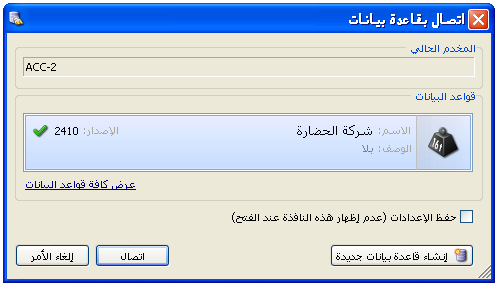 اتصال بقاعدة بيانات
المخدم الحالي
ACC-2
قواعد البيانات
الاسم: شركة الحضارة
الإصدار: 2410
الوصف: بلا
16t
عرض كافة قواعد البيانات
حفظ الإعدادات (عدم إظهار هذه النافذة عند الفتح)
إنشاء قاعدة بيانات جديدة
اتصال
إلغاء الأمر